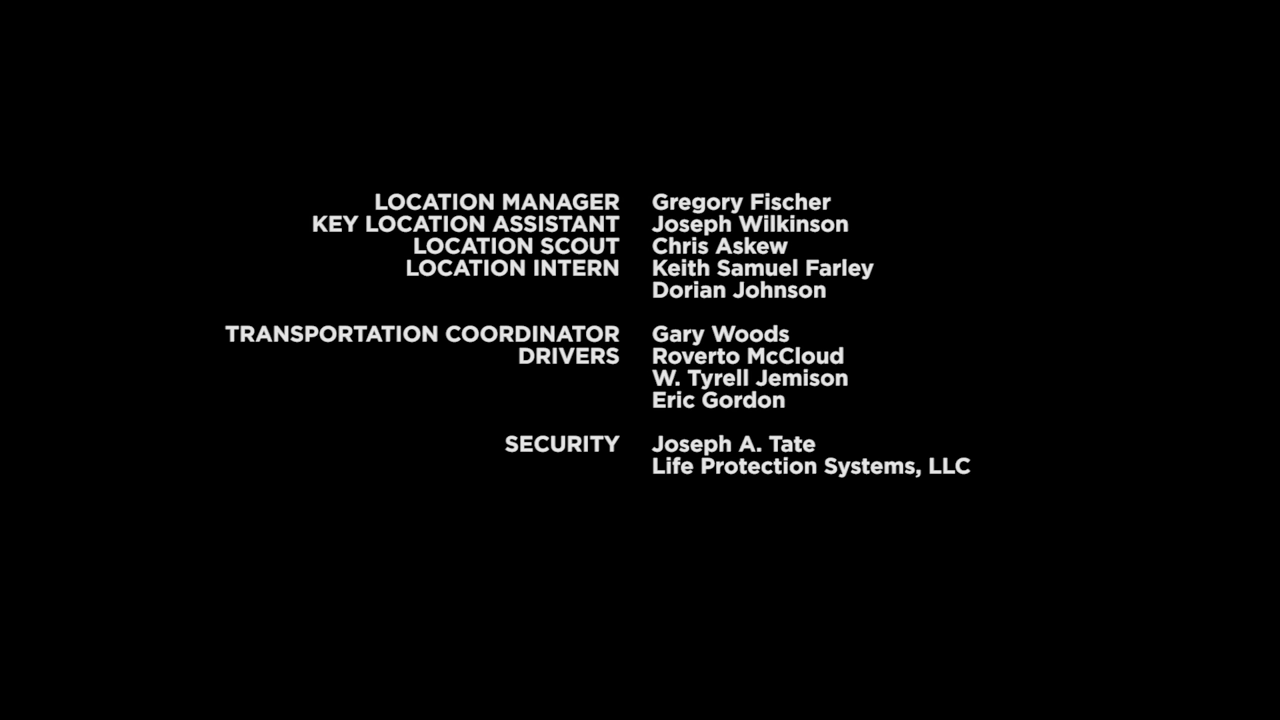 LOCATION MANAGER Gregory Fischer
KEY LOCATION ASSISTANT Joseph Wilkinson
LOCATION SCOUT Chris Askew
LOCATION INTERN Keith Samuel Farley
Dorian Johnson
TRANSPORTATION COORDINATOR Gary Woods
DRIVERS Roverto McCloud
W. Tyrell Jemison
Eric Gordon
SECURITY Joseph A. Tate
Life Protection Systems, LLC